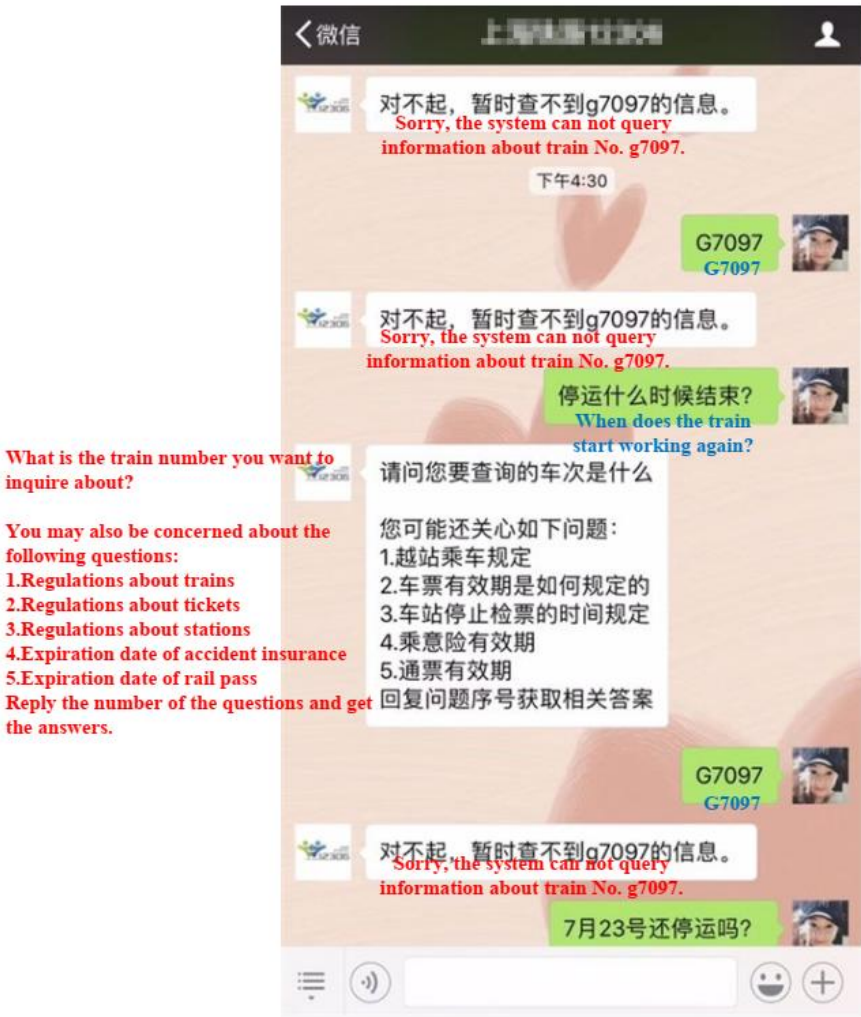 微信
对不起，暂时查不到g7097的信息。
Sorry, the system can not query
information about train No. g7097.
下午4:30
G7097
G7097
对不起，暂时查不到g7097的信息。
Sorry, the system can not query
information about train No. g7097.
停运什么时候结束?
When does the train
start working again?
What is the train number you want to
inquire about?
You may also be concerned about the
following questions:
1.Regulations about trains
2.Regulations about tickets
3.Regulations about stations
4.Expiration date of accident insurance
5.Expiration date of rail pass
Reply the number of the questions and get
the answers.
请问您要查询的车次是什么
您可能还关心如下问题：
1.越站乘车规定
2.车票有效期是如何规定的
3.车站停止检票的时间规定
4.乘意险有效期
5.通票有效期
回复问题序号获取相关答案
G7097
G7097
对不起，暂时查不到g7097的信息。
Sorry, the system can not query
information about train No. g7097.
7月23号还停运吗?